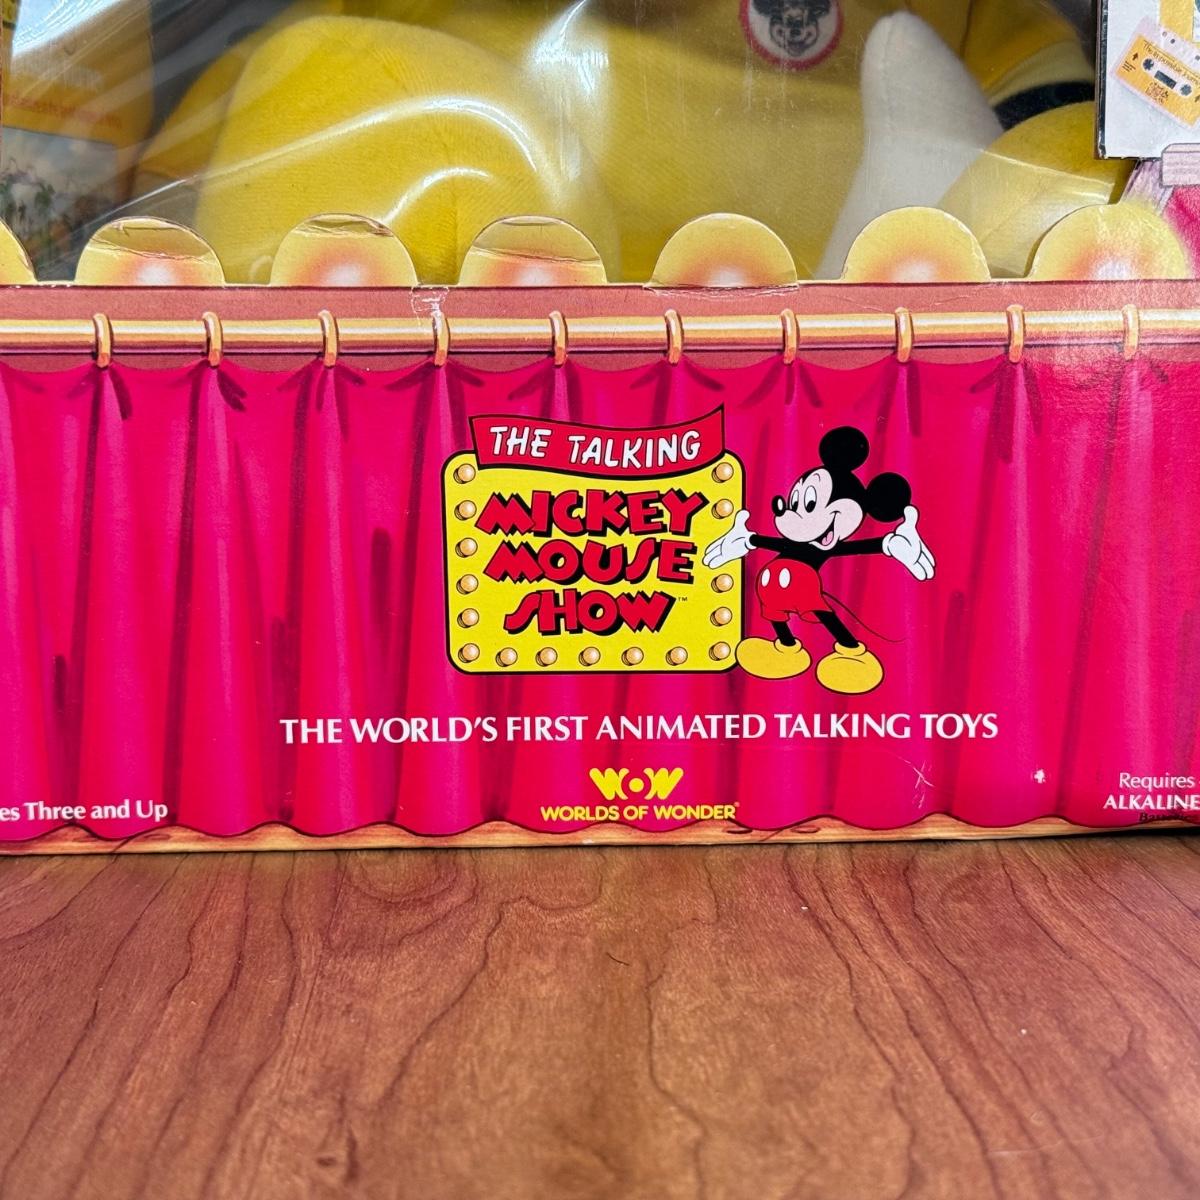 THE TALKING
MICKEY
MOUSE
SHOW™
THE WORLD'S FIRST ANIMATED TALKING TOYS
WOW
WORLDS OF WONDER®
es Three and Up
Requires
ALKALINE